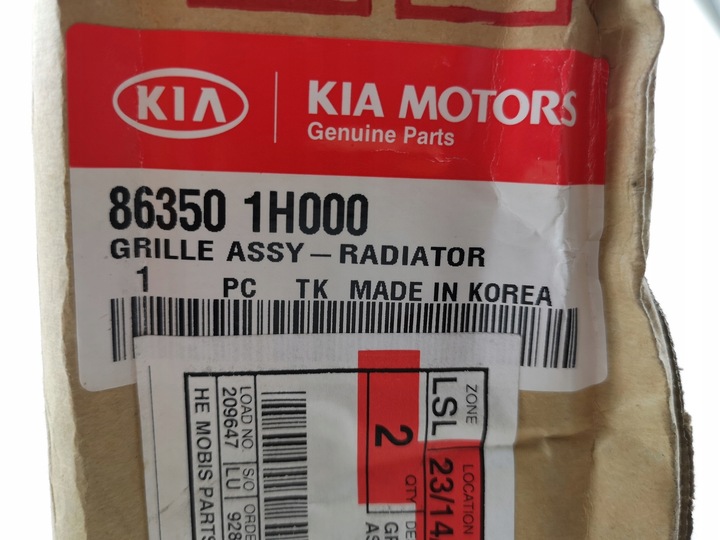 KIA
KIA MOTORS
Genuine Parts
86350 1H000
GRILLE ASSY – RADIATOR
1 PC TK MADE IN KOREA
ZONE
LSL
LOCATION
23/14
2
QTY
LOAD NO.
209647
S/O
LU
HE MOBIS PARTS